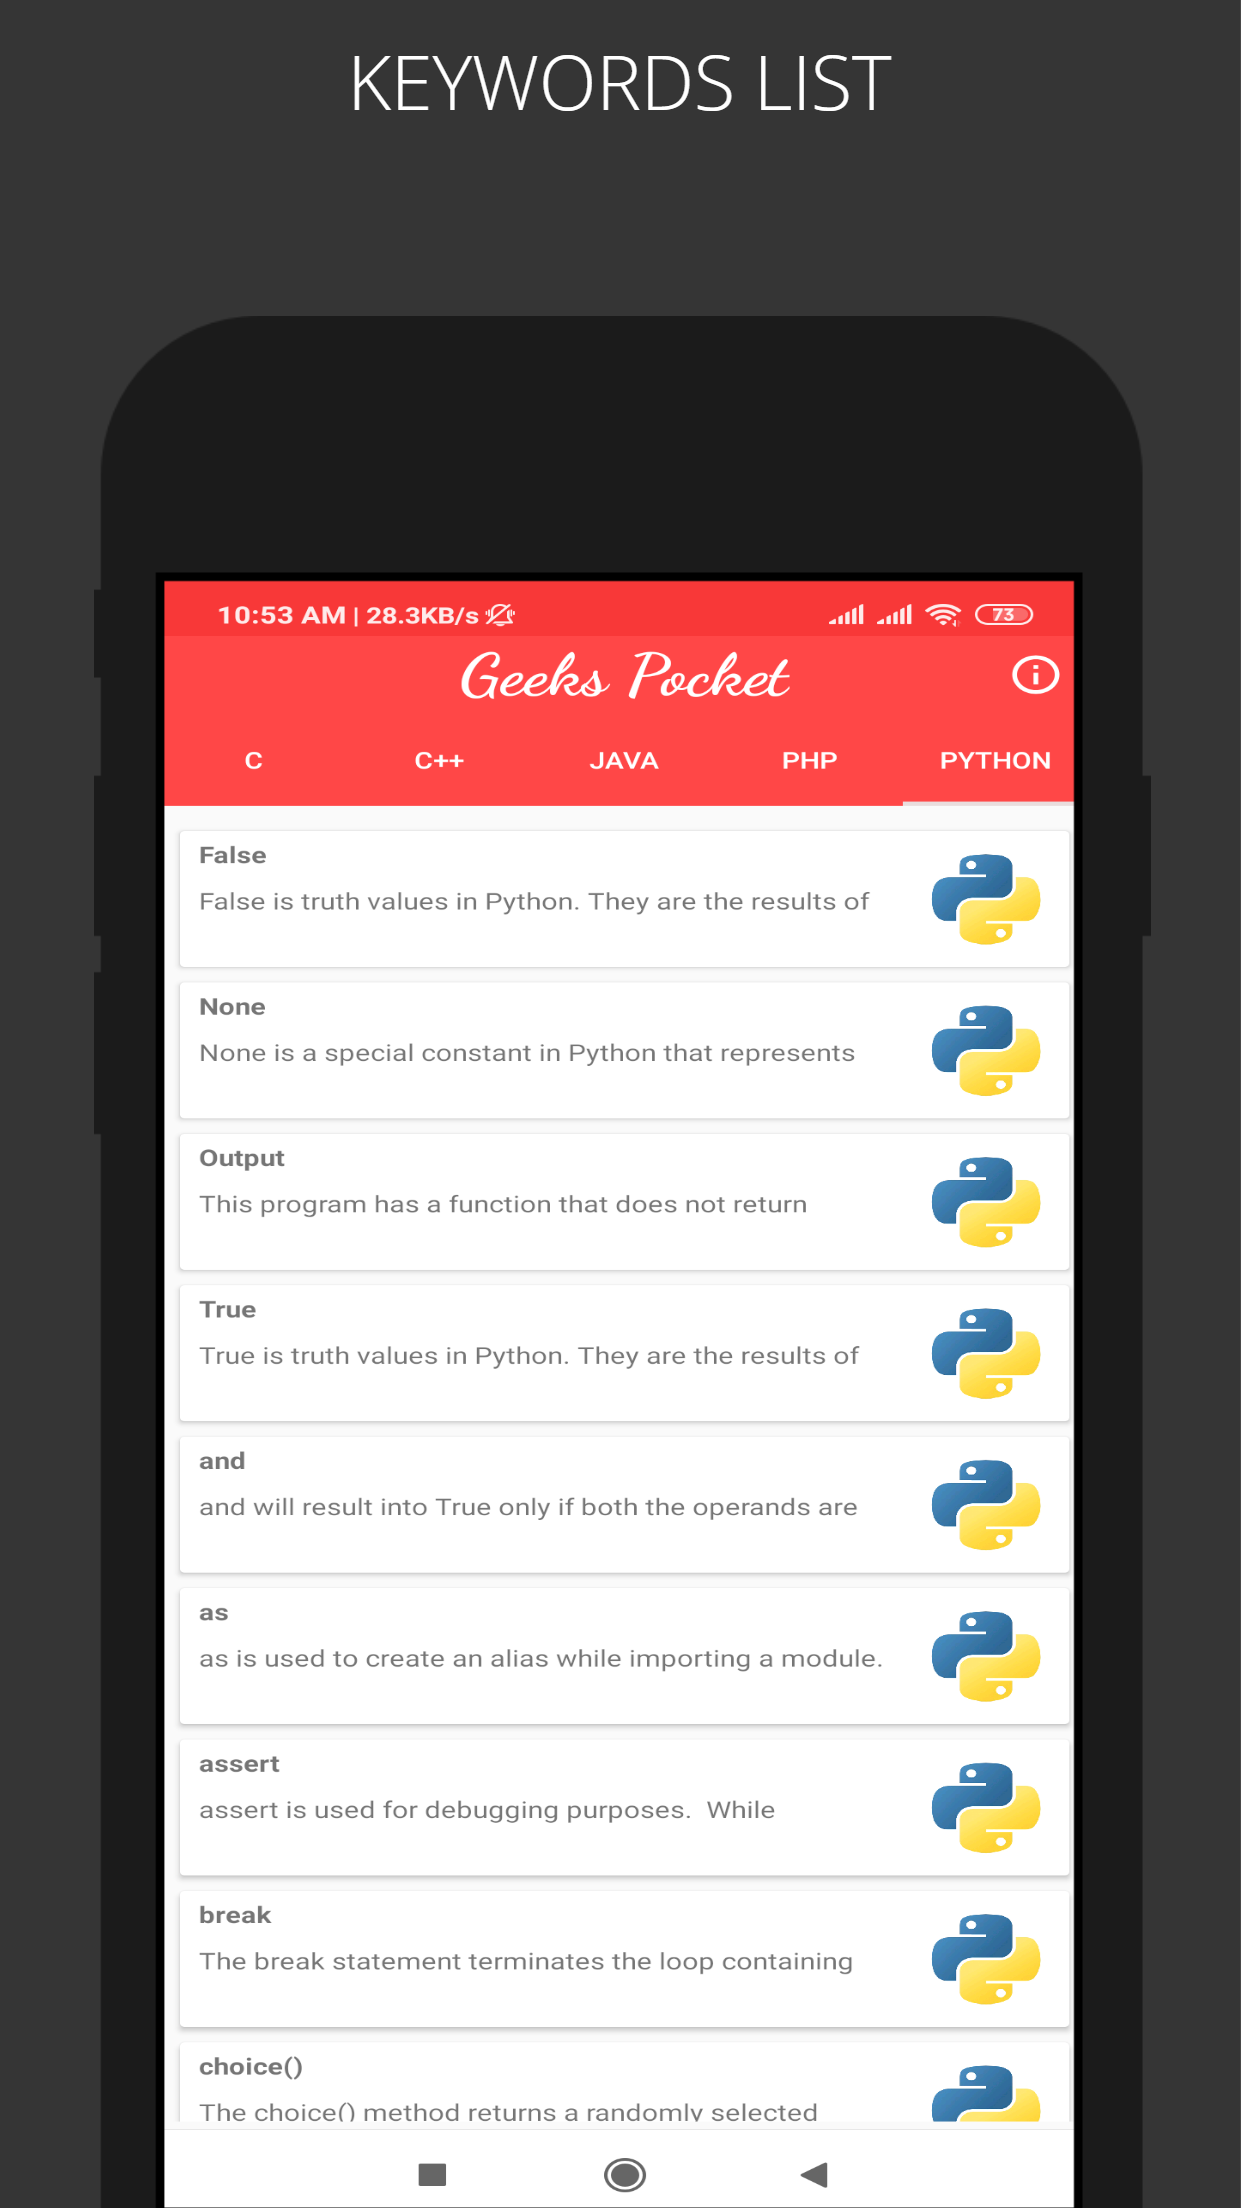 KEYWORDS LIST
10:53 AM | 28.3KB/s 73
Geeks Pocket
C C++ JAVA PHP PYTHON
False
False is truth values in Python. They are the results of
None
None is a special constant in Python that represents
Output
This program has a function that does not return
True
True is truth values in Python. They are the results of
and
and will result into True only if both the operands are
as
as is used to create an alias while importing a module.
assert
assert is used for debugging purposes.  While
break
The break statement terminates the loop containing
choice()
The choice() method returns a randomly selected